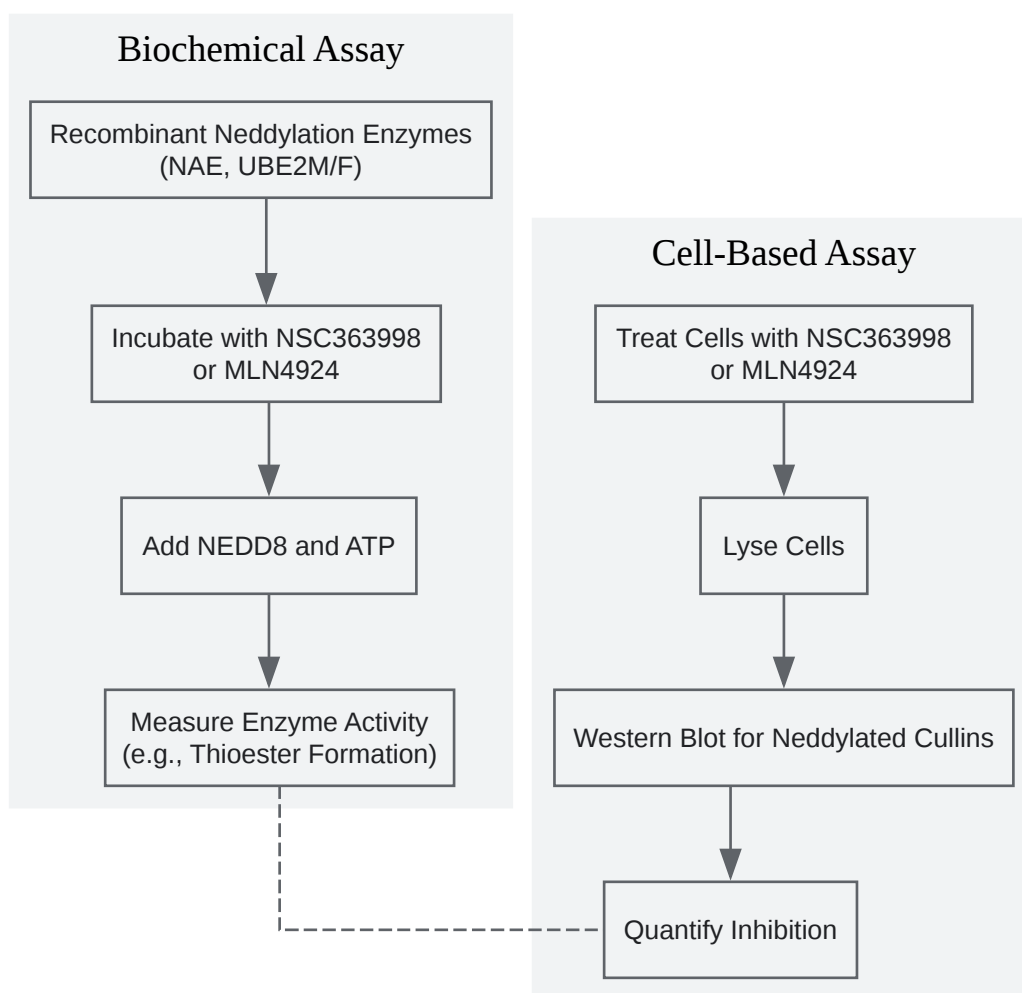 Biochemical Assay
Recombinant Neddylation Enzymes
(NAE, UBE2M/F)
Incubate with NSC363998
or MLN4924
Add NEDD8 and ATP
Measure Enzyme Activity
(e.g., Thioester Formation)
Cell-Based Assay
Treat Cells with NSC363998
or MLN4924
Lyse Cells
Western Blot for Neddylated Cullins
Quantify Inhibition